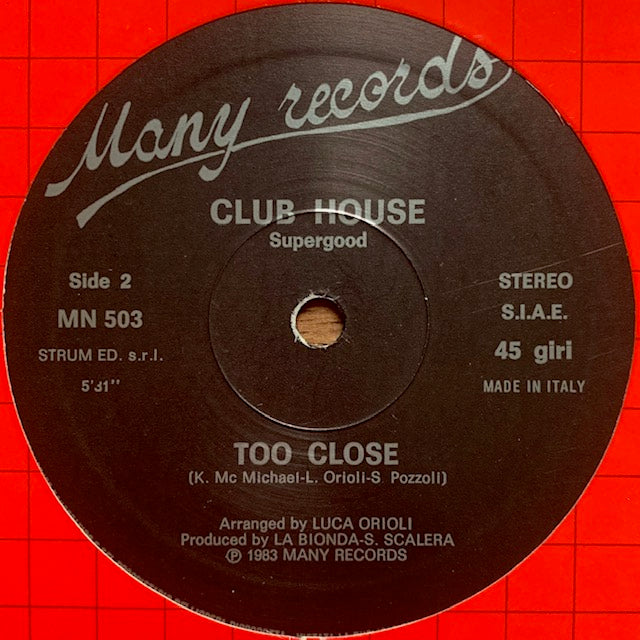 Many records
CLUB HOUSE
Supergood
Side 2
MN 503
STRUM ED. s.r.l.
5'31"
STEREO
S.I.A.E.
45 giri
MADE IN ITALY
TOO CLOSE
(K. Mc Michael-L. Orioli-S. Pozzoli)
Arranged by LUCA ORIOLI
Produced by LA BIONDA-S. SCALERA
Ⓟ 1983 MANY RECORDS